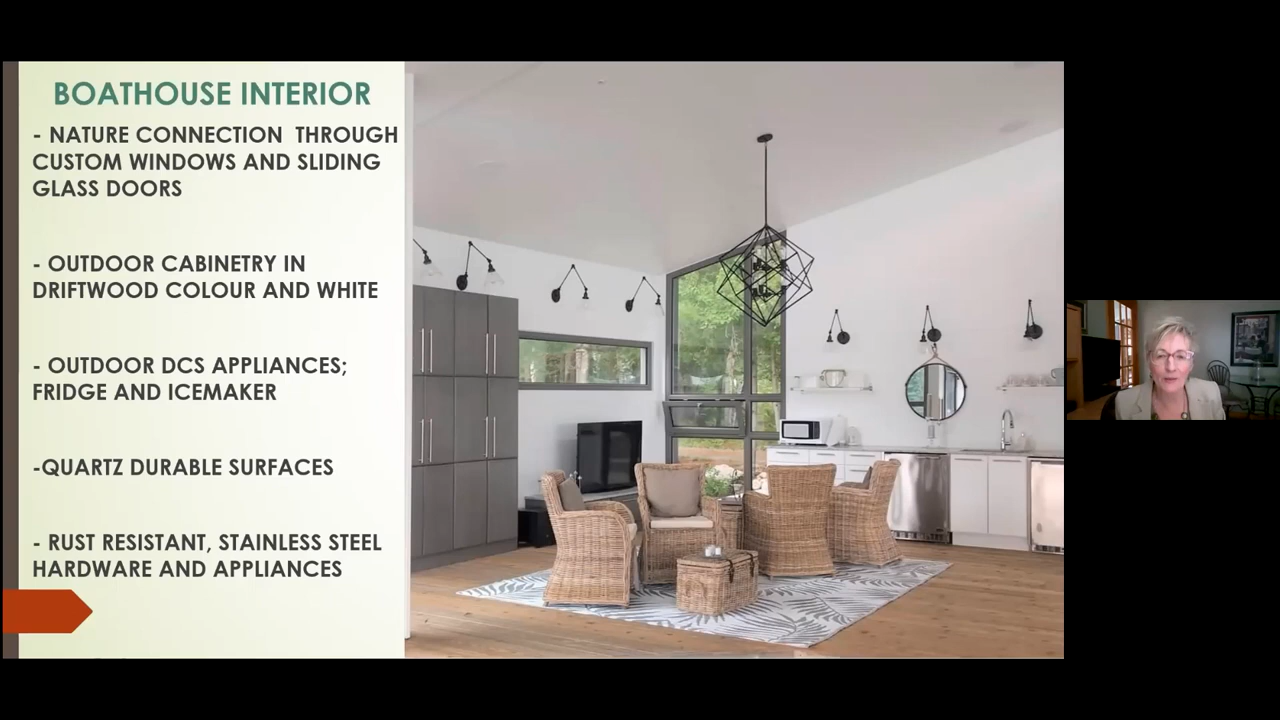 BOATHOUSE INTERIOR
- NATURE CONNECTION THROUGH
CUSTOM WINDOWS AND SLIDING
GLASS DOORS
- OUTDOOR CABINETRY IN
DRIFTWOOD COLOUR AND WHITE
- OUTDOOR DCS APPLIANCES;
FRIDGE AND ICEMAKER
-QUARTZ DURABLE SURFACES
- RUST RESISTANT, STAINLESS STEEL
HARDWARE AND APPLIANCES